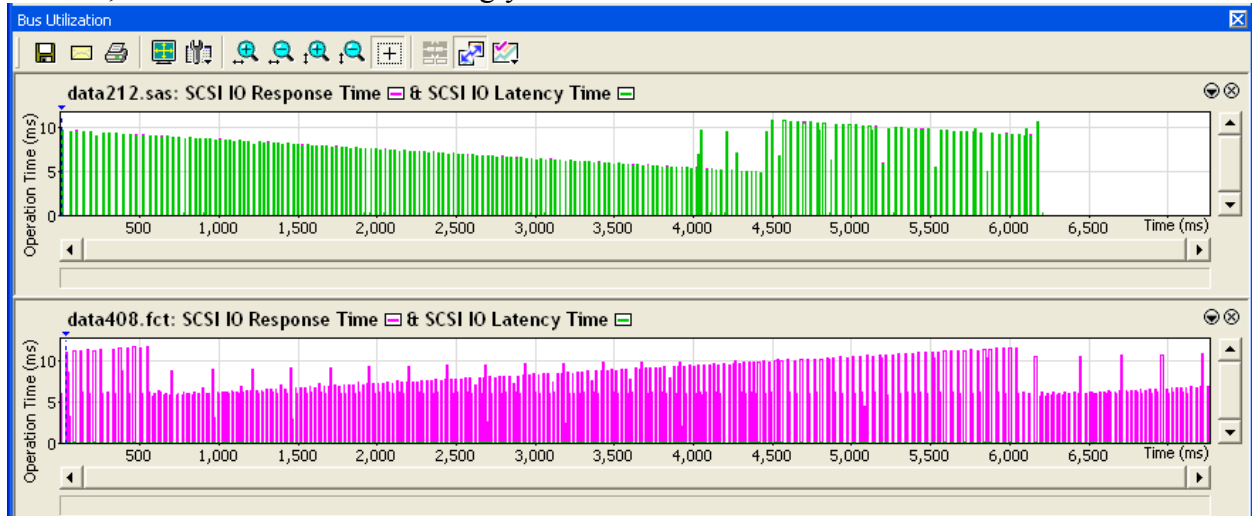 Bus Utilization
data212.sas: SCSI IO Response Time & SCSI IO Latency Time
Operation Time (ms)
10
5
0
500 1,000 1,500 2,000 2,500 3,000 3,500 4,000 4,500 5,000 5,500 6,000 6,500 Time (ms)
data408.fct: SCSI IO Response Time & SCSI IO Latency Time
Operation Time (ms)
10
5
0
500 1,000 1,500 2,000 2,500 3,000 3,500 4,000 4,500 5,000 5,500 6,000 6,500 Time (ms)